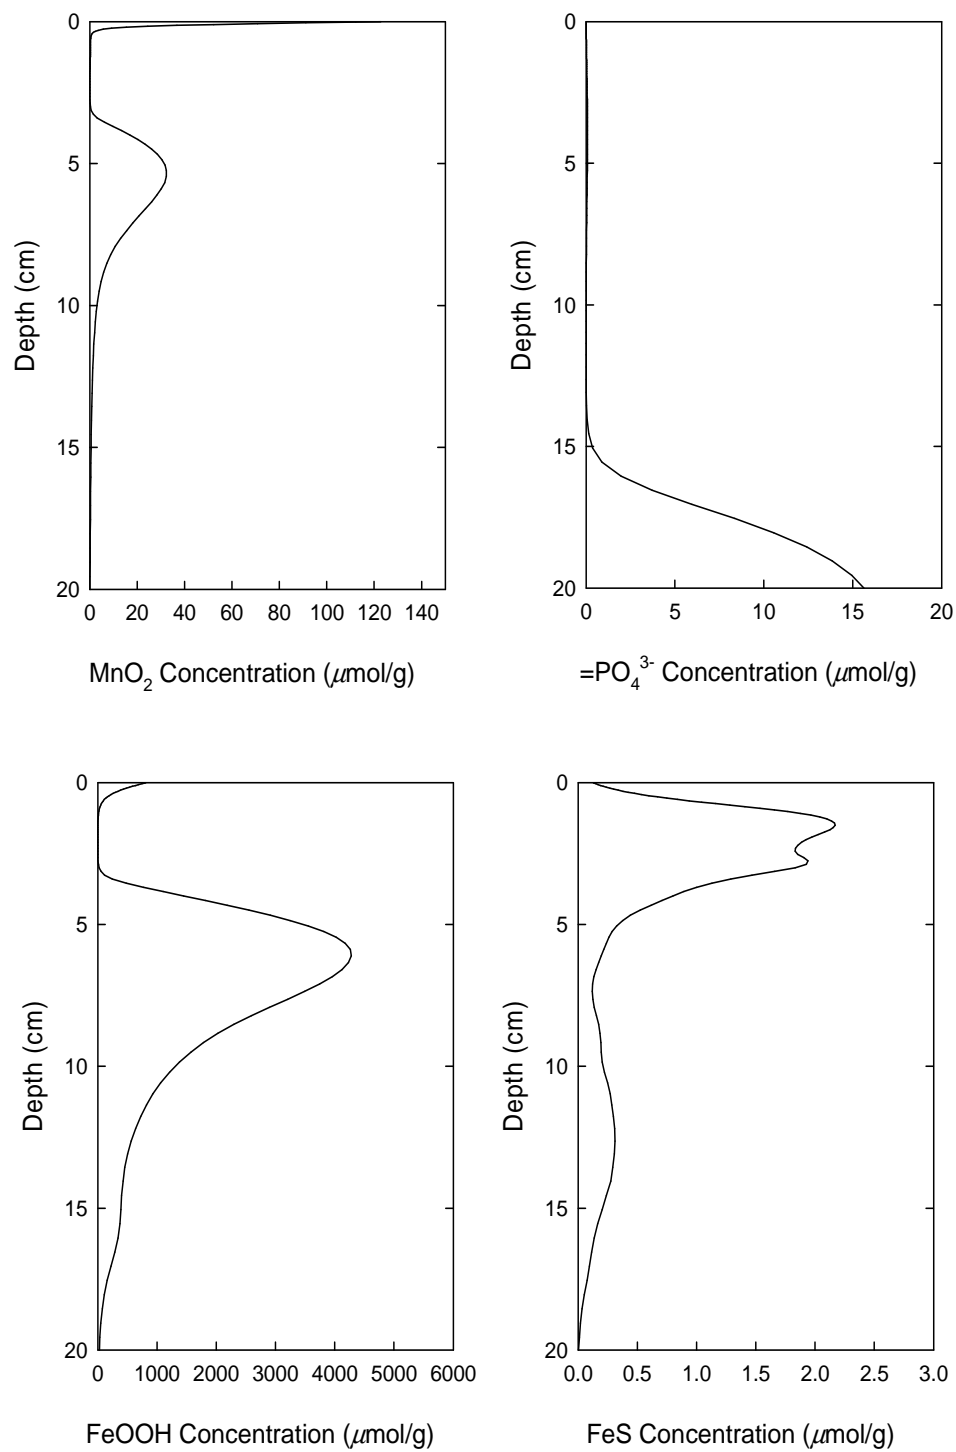 0
5
10
15
20
Depth (cm)
0 20 40 60 80 100 120 140
MnO₂ Concentration (μmol/g)
0
5
10
15
20
Depth (cm)
0 5 10 15 20
=PO₄³⁻ Concentration (μmol/g)
0
5
10
15
20
Depth (cm)
0 1000 2000 3000 4000 5000 6000
FeOOH Concentration (μmol/g)
0
5
10
15
20
Depth (cm)
0.0 0.5 1.0 1.5 2.0 2.5 3.0
FeS Concentration (μmol/g)